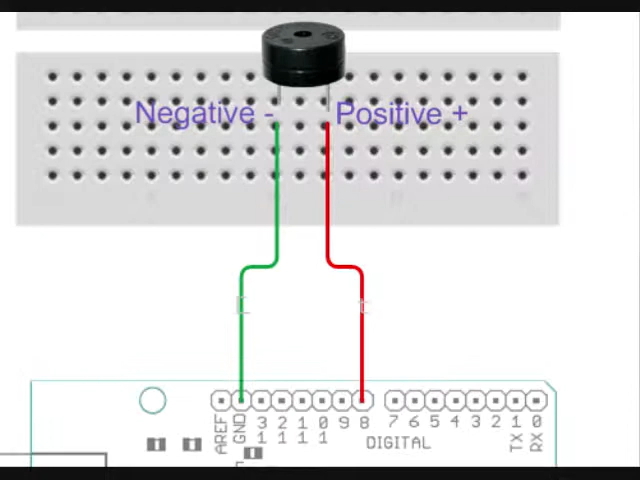 Negative - Positive +
AREF GND 13 12 11 10 9 8 7 6 5 4 3 2 1 0
DIGITAL TX RX